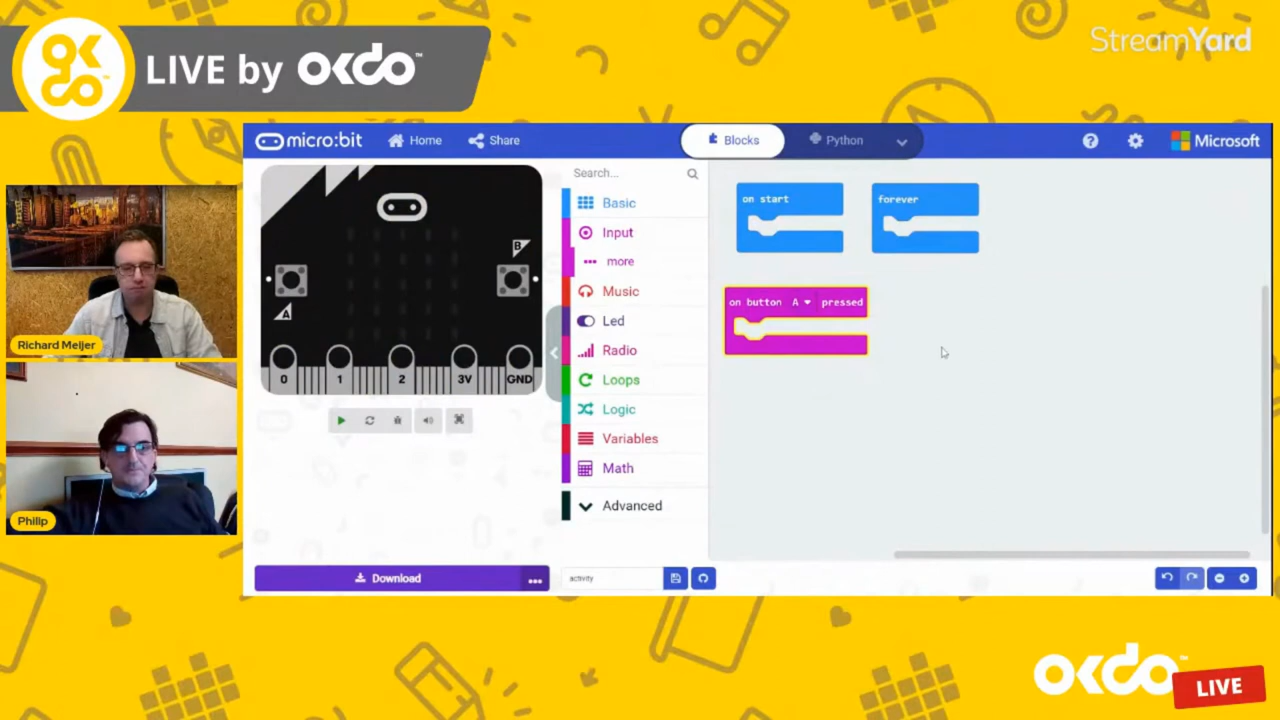 LIVE by OKdo™
StreamYard
micro:bit
Home
Share
Blocks
Python
Microsoft
Richard Meijer
Philip
A
B
0
1
2
3V
GND
Search...
Basic
Input
more
Music
Led
Radio
Loops
Logic
Variables
Math
Advanced
on start
forever
on button A pressed
Download
activity
OKdo™
LIVE